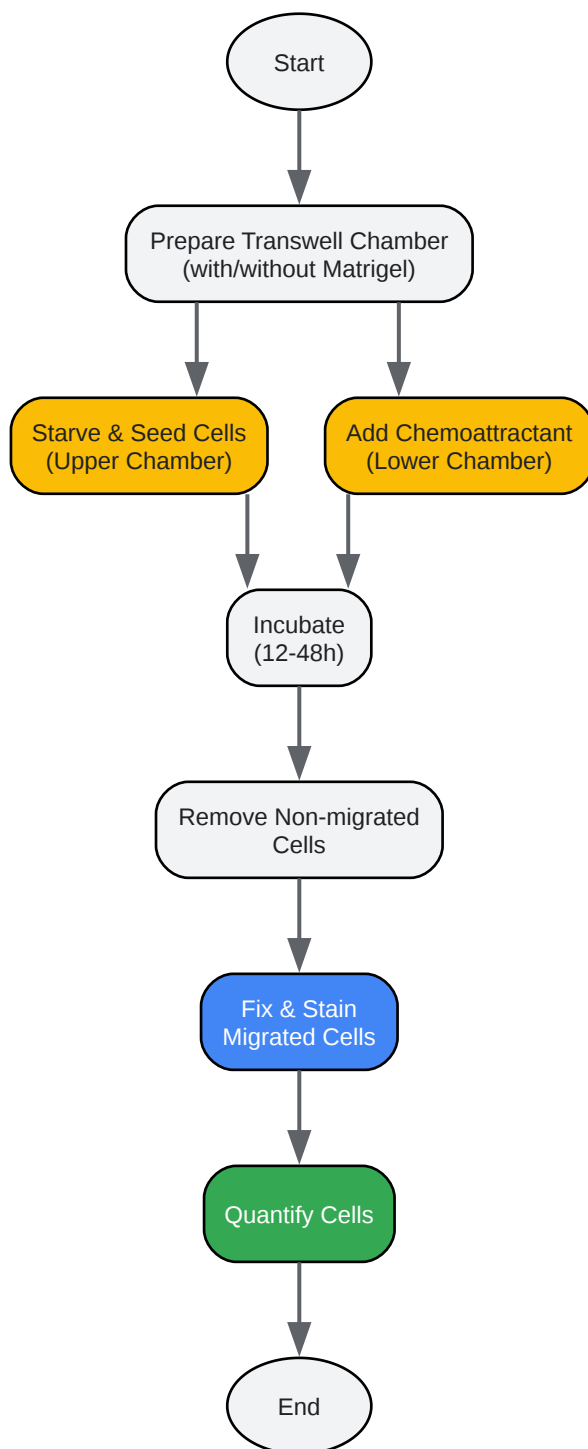 Start
Prepare Transwell Chamber
(with/without Matrigel)
Starve & Seed Cells
(Upper Chamber)
Add Chemoattractant
(Lower Chamber)
Incubate
(12-48h)
Remove Non-migrated
Cells
Fix & Stain
Migrated Cells
Quantify Cells
End